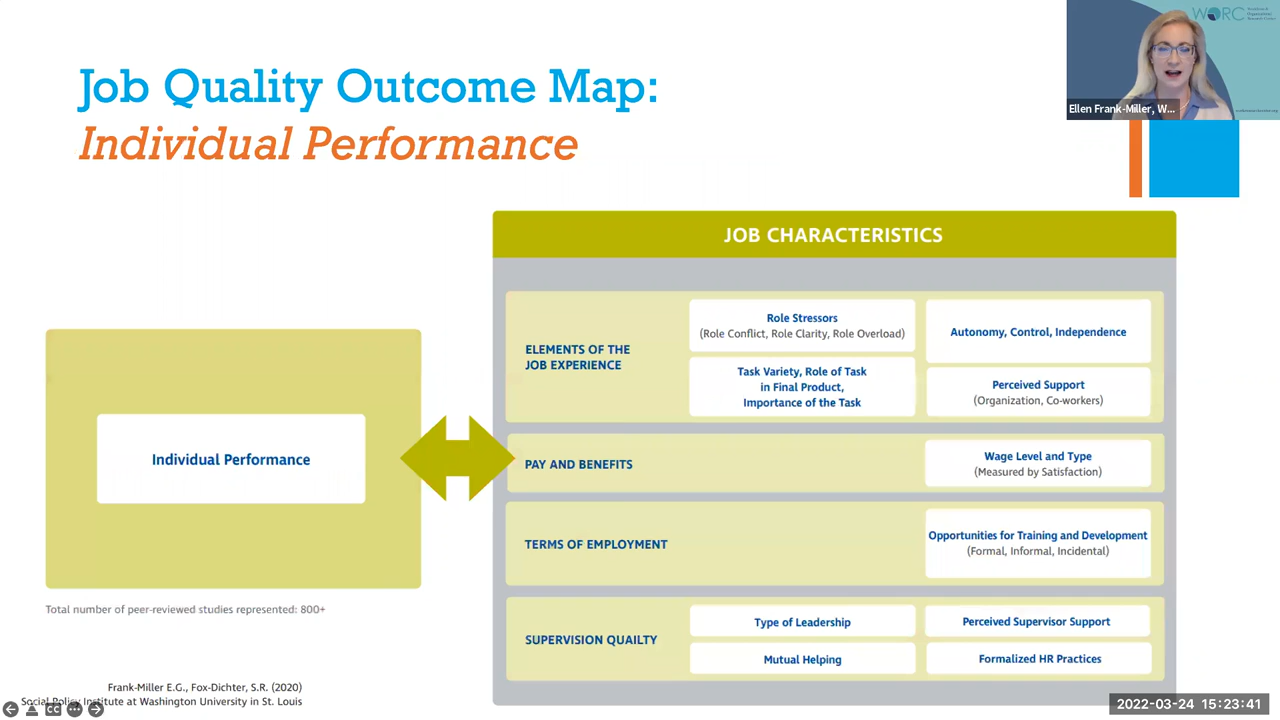 WORC
Ellen Frank-Miller, W...
Job Quality Outcome Map:
Individual Performance
JOB CHARACTERISTICS
ELEMENTS OF THE
JOB EXPERIENCE
Role Stressors
(Role Conflict, Role Clarity, Role Overload)
Autonomy, Control, Independence
Task Variety, Role of Task
in Final Product,
Importance of the Task
Perceived Support
(Organization, Co-workers)
Individual Performance
PAY AND BENEFITS
Wage Level and Type
(Measured by Satisfaction)
TERMS OF EMPLOYMENT
Opportunities for Training and Development
(Formal, Informal, Incidental)
SUPERVISION QUAILTY
Type of Leadership
Perceived Supervisor Support
Mutual Helping
Formalized HR Practices
Total number of peer-reviewed studies represented: 800+
Frank-Miller E.G., Fox-Dichter, S.R. (2020)
Social Policy Institute at Washington University in St. Louis
CC
2022-03-24 15:23:41